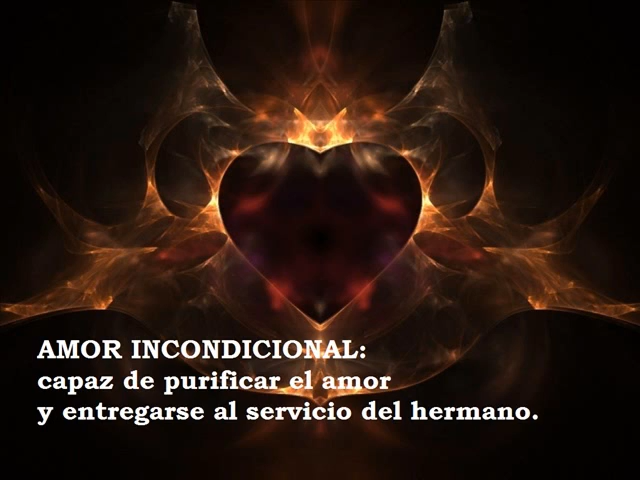 AMOR INCONDICIONAL:
capaz de purificar el amor
y entregarse al servicio del hermano.